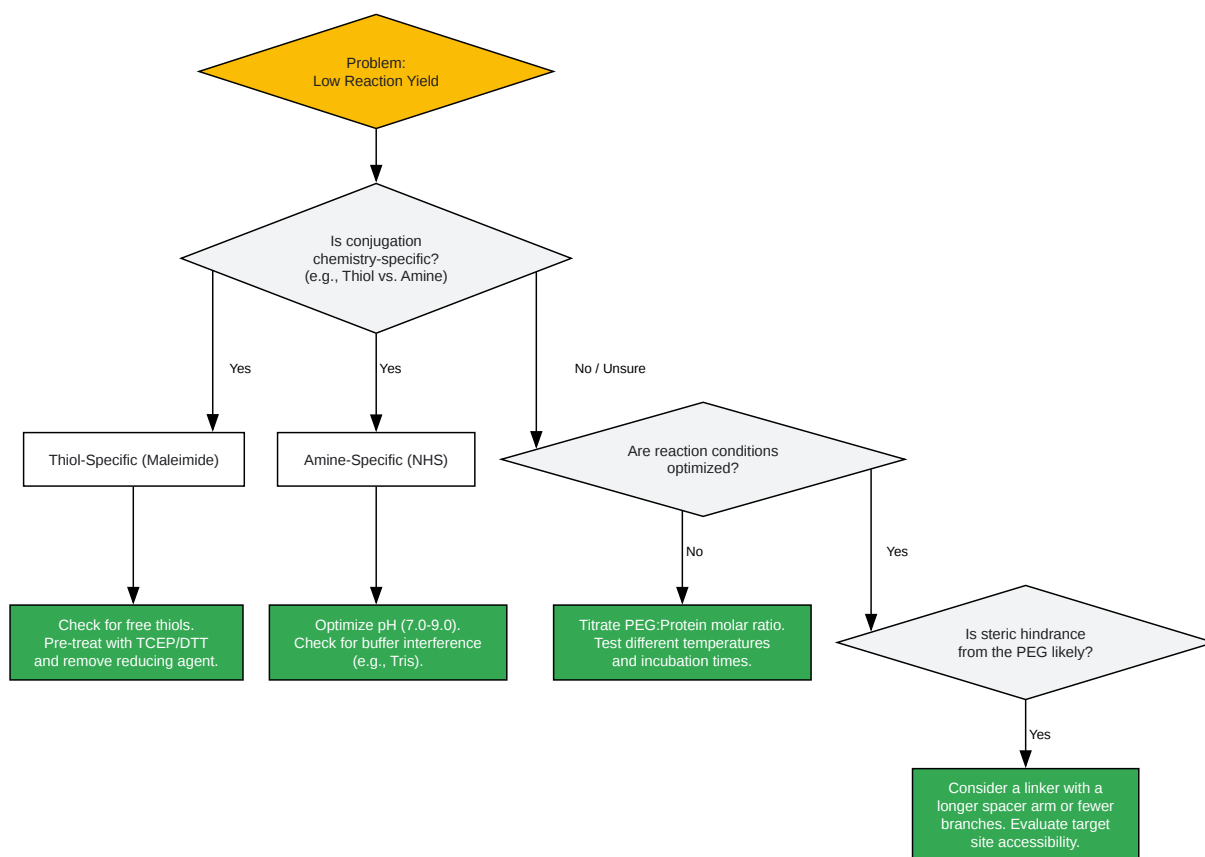 Problem:
Low Reaction Yield
Is conjugation
chemistry-specific?
(e.g., Thiol vs. Amine)
Yes
Yes
No / Unsure
Thiol-Specific (Maleimide)
Amine-Specific (NHS)
Are reaction conditions
optimized?
No
Yes
Check for free thiols.
Pre-treat with TCEP/DTT
and remove reducing agent.
Optimize pH (7.0-9.0).
Check for buffer interference
(e.g., Tris).
Titrate PEG:Protein molar ratio.
Test different temperatures
and incubation times.
Is steric hindrance
from the PEG likely?
Yes
Consider a linker with a
longer spacer arm or fewer
branches. Evaluate target
site accessibility.